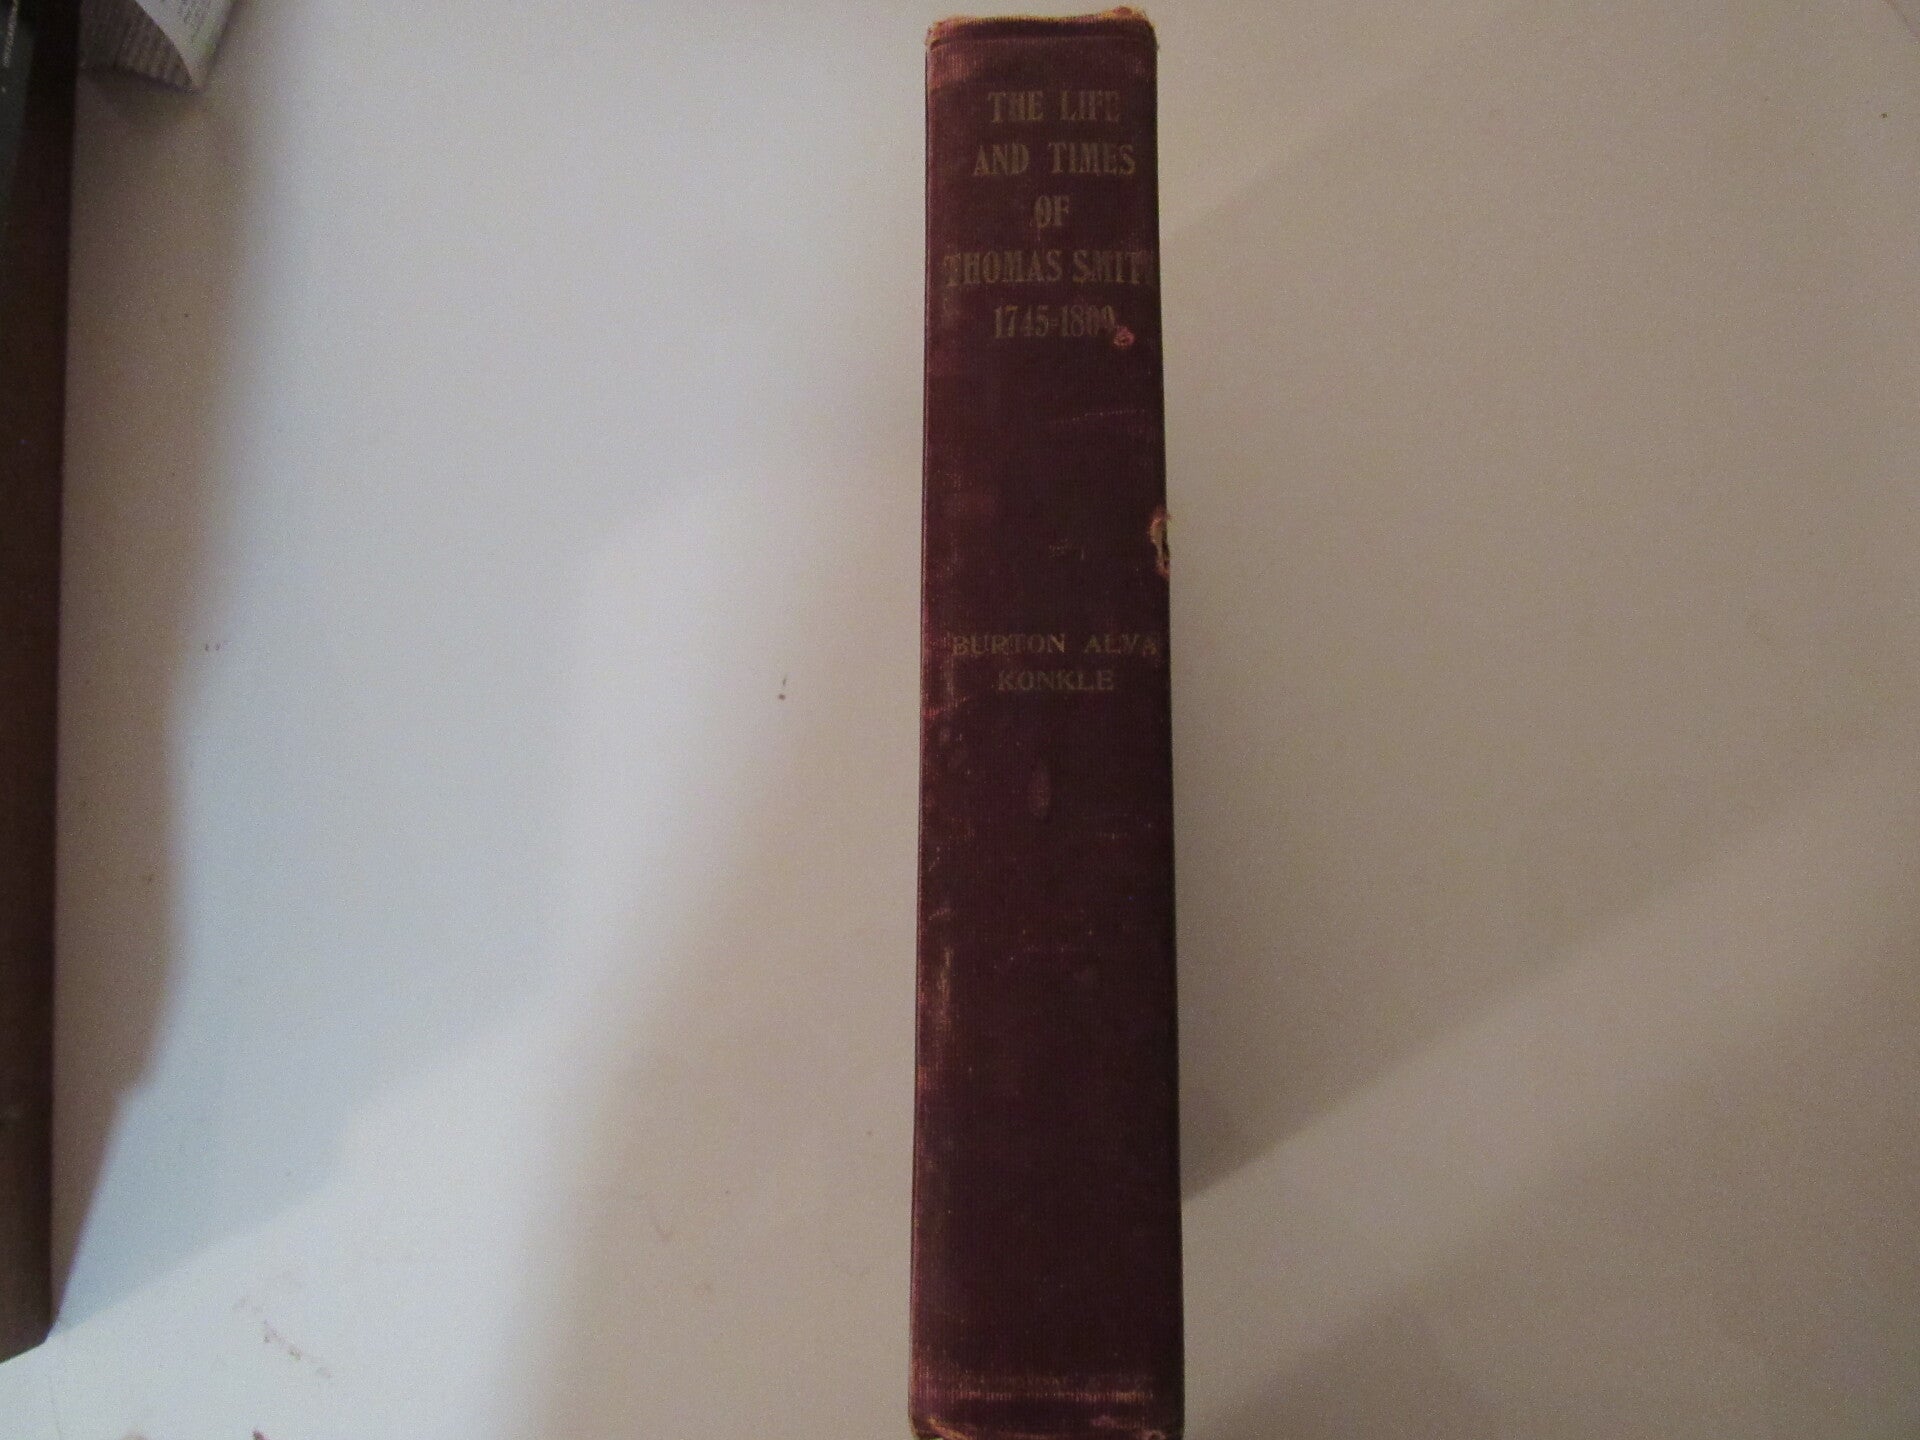 THE LIFE
AND TIMES
OF
THOMAS SMITH
1745=1809
BURTON ALVA
KONKLE